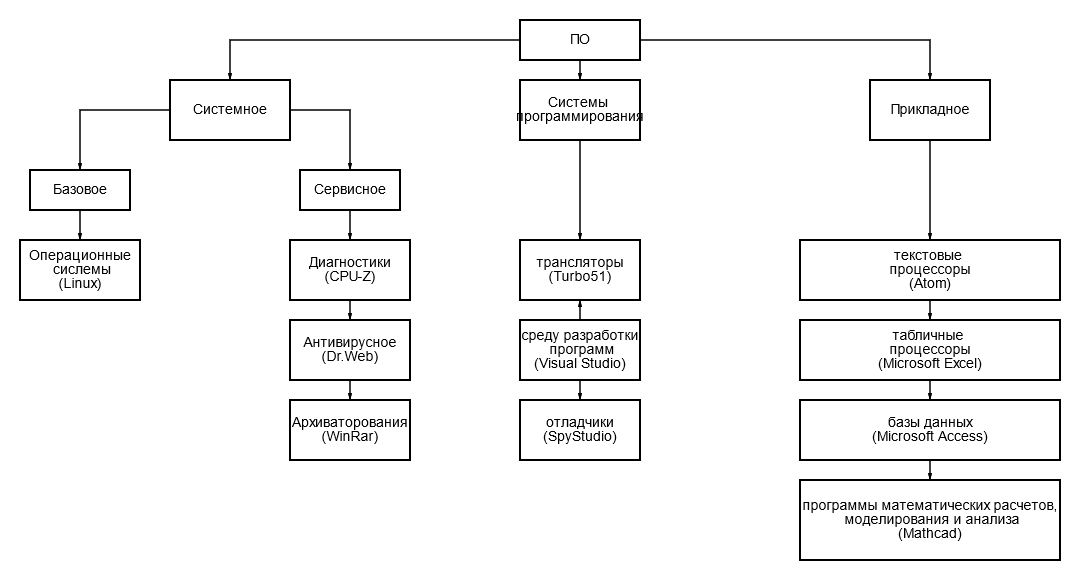 ПО
Системное
Системы
программирования
Прикладное
Базовое
Сервисное
Операционные
сислемы
(Linux)
Диагностики
(CPU-Z)
трансляторы
(Turbo51)
текстовые
процессоры
(Atom)
Антивирусное
(Dr.Web)
среду разработки
программ
(Visual Studio)
табличные
процессоры
(Microsoft Excel)
Архиваторования
(WinRar)
отладчики
(SpyStudio)
базы данных
(Microsoft Access)
программы математических расчетов,
моделирования и анализа
(Mathcad)